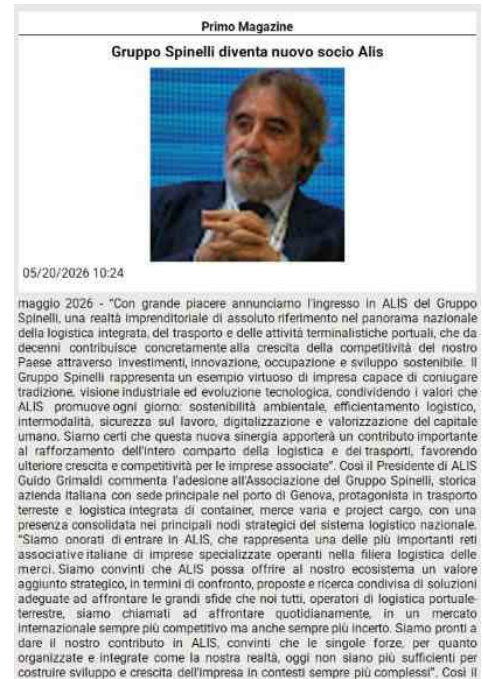 Primo Magazine
Gruppo Spinelli diventa nuovo socio Alis
05/20/2026 10:24
maggio 2026 - "Con grande piacere annunciamo l'ingresso in ALIS del Gruppo
Spinelli, una realtà imprenditoriale di assoluto riferimento nel panorama nazionale
della logistica integrata, del trasporto e delle attività terminalistiche portuali, che da
decenni contribuisce concretamente alla crescita della competitività del nostro
Paese attraverso investimenti, innovazione, occupazione e sviluppo sostenibile. Il
Gruppo Spinelli rappresenta un esempio virtuoso di impresa capace di coniugare
tradizione, visione industriale ed evoluzione tecnologica, condividendo i valori che
ALIS promuove ogni giorno: sostenibilità ambientale, efficientamento logistico,
intermodalità, sicurezza sul lavoro, digitalizzazione e valorizzazione del capitale
umano. Siamo certi che questa nuova sinergia apporterà un contributo importante
al rafforzamento dell'intero comparto della logistica e dei trasporti, favorendo
ulteriore crescita e competitività per le imprese associate". Così il Presidente di ALIS
Guido Grimaldi commenta l'adesione all'Associazione del Gruppo Spinelli, storica
azienda italiana con sede principale nel porto di Genova, protagonista in trasporto
terreste e logistica integrata di container, merce varia e project cargo, con una
presenza consolidata nei principali nodi strategici del sistema logistico nazionale.
"Siamo onorati di entrare in ALIS, che rappresenta una delle più importanti reti
associative italiane di imprese specializzate operanti nella filiera logistica delle
merci. Siamo convinti che ALIS possa offrire al nostro ecosistema un valore
aggiunto strategico, in termini di confronto, proposte e ricerca condivisa di soluzioni
adeguate ad affrontare le grandi sfide che noi tutti, operatori di logistica portuale-
terrestre, siamo chiamati ad affrontare quotidianamente, in un mercato
internazionale sempre più competitivo ma anche sempre più incerto. Siamo pronti a
dare il nostro contributo in ALIS, convinti che le singole forze, per quanto
organizzate e integrate come la nostra realtà, oggi non siano più sufficienti per
costruire sviluppo e crescita dell'impresa in contesti sempre più complessi". Così il